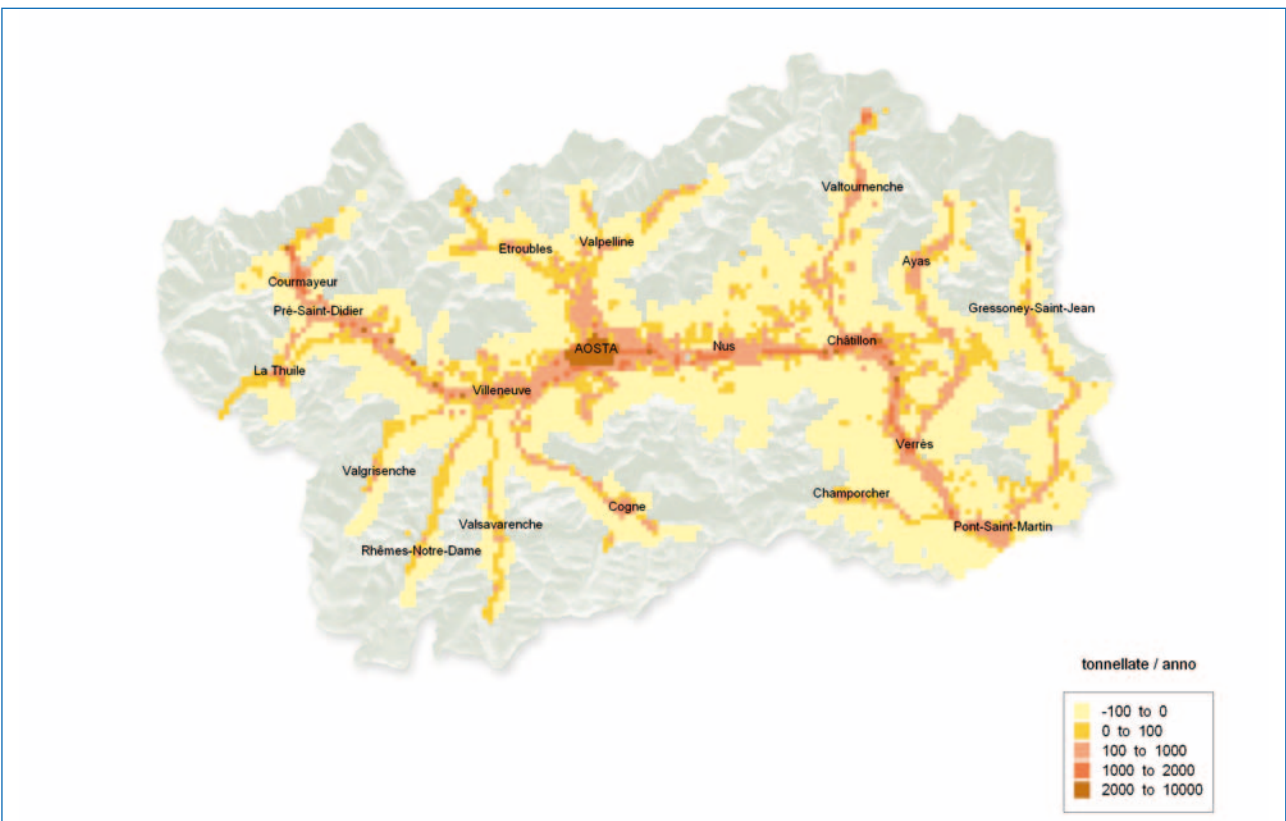 Valtournenche
Etroubles
Valpelline
Ayas
Courmayeur
Pré-Saint-Didier
Gressoney-Saint-Jean
AOSTA
Nus
Châtillon
La Thuile
Villeneuve
Verrès
Valgrisenche
Champorcher
Cogne
Valsavarenche
Pont-Saint-Martin
Rhêmes-Notre-Dame
tonnellate / anno
-100 to 0
0 to 100
100 to 1000
1000 to 2000
2000 to 10000